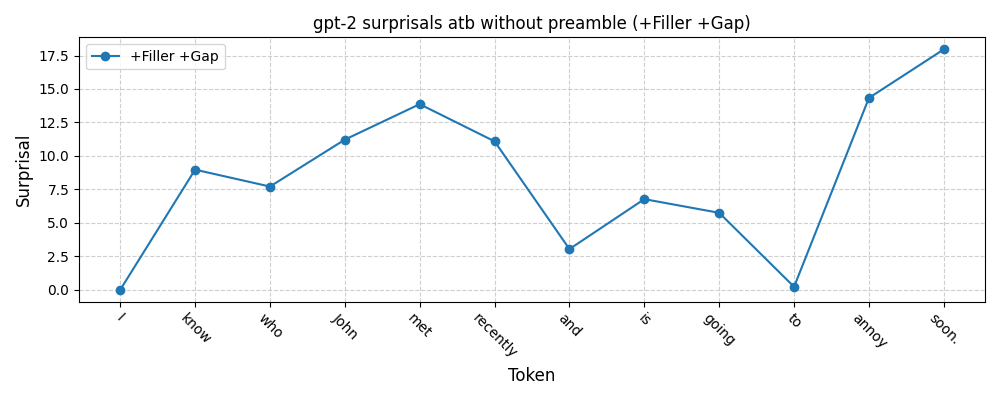 gpt-2 surprisals atb without preamble (+Filler +Gap)
+Filler +Gap
Surprisal
17.5
15.0
12.5
10.0
7.5
5.0
2.5
0.0
I
know
who
John
met
recently
and
is
going
to
annoy
soon.
Token